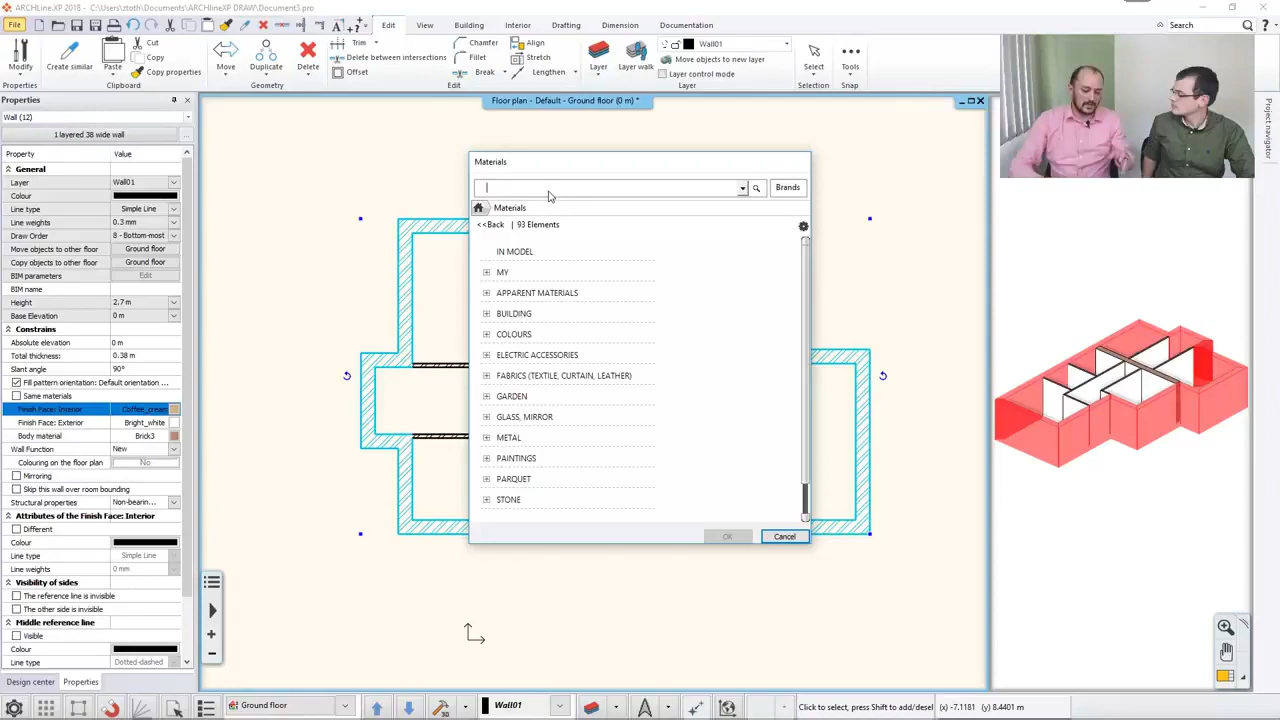 ARCHline.XP 2018 - C:\Users\ztoth\Documents\ARCHlineXP DRAW\Document3.pro
File
Edit
View
Building
Interior
Drafting
Dimension
Documentation
Search
Modify
Properties
Create similar
Paste
Cut
Copy
Copy properties
Clipboard
Move
Duplicate
Delete
Geometry
Trim
Delete between intersections
Offset
Chamfer
Fillet
Break
Edit
Align
Stretch
Lengthen
Layer
Layer walk
Wall01
Move objects to new layer
Layer control mode
Layer
Select
Selection
Tools
Snap
Properties
Wall (12)
1 layered 38 wide wall
Property Value
General
Layer Wall01
Colour
Line type Simple Line
Line weights 0.3 mm
Draw Order 8 - Bottom-most
Move objects to other floor Ground floor
Copy objects to other floor Ground floor
BIM parameters Edit
BIM name
Height 2.7 m
Base Elevation 0 m
Constrains
Absolute elevation 0 m
Total thickness: 0.38 m
Slant angle 90°
Fill pattern orientation: Default orientation ...
Same materials
Finish Face: Interior Coffee_cream
Finish Face: Exterior Bright_white
Body material Brick3
Wall Function New
Colouring on the floor plan No
Mirroring
Skip this wall over room bounding
Structural properties Non-bearin...
Attributes of the Finish Face: Interior
Different
Colour
Line type Simple Line
Line weights 0 mm
Visibility of sides
The reference line is invisible
The other side is invisible
Middle reference line
Visible
Colour
Line type Dotted-dashed
Design center
Properties
Floor plan - Default - Ground floor (0 m) *
Materials
Brands
Materials
<<Back | 93 Elements
IN MODEL
MY
APPARENT MATERIALS
BUILDING
COLOURS
ELECTRIC ACCESSORIES
FABRICS (TEXTILE, CURTAIN, LEATHER)
GARDEN
GLASS, MIRROR
METAL
PAINTINGS
PARQUET
STONE
OK
Cancel
Project navigator
Ground floor
30
Wall01
Click to select, press Shift to add/desel
(x) -7.1181 (y) 8.4401 m